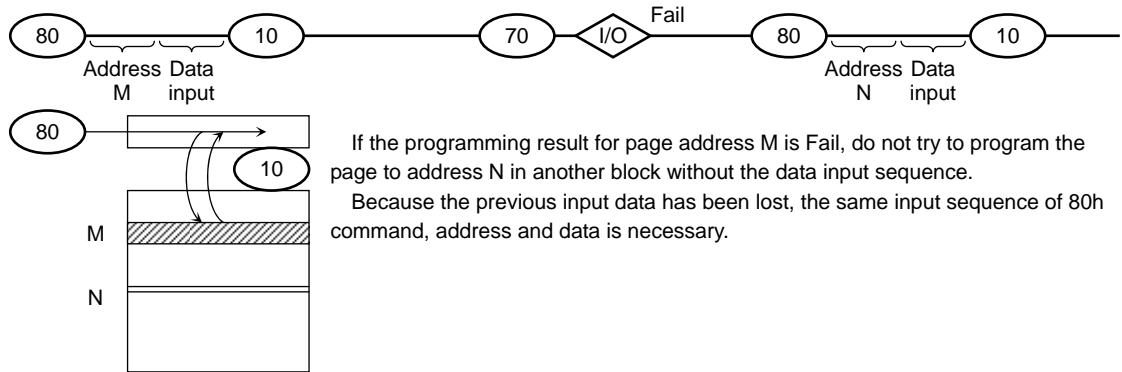 Fail
80 10 70 I/O 80 10
Address Data Address Data
M input N input
80
10
If the programming result for page address M is Fail, do not try to program the
page to address N in another block without the data input sequence.
Because the previous input data has been lost, the same input sequence of 80h
command, address and data is necessary.
M
N